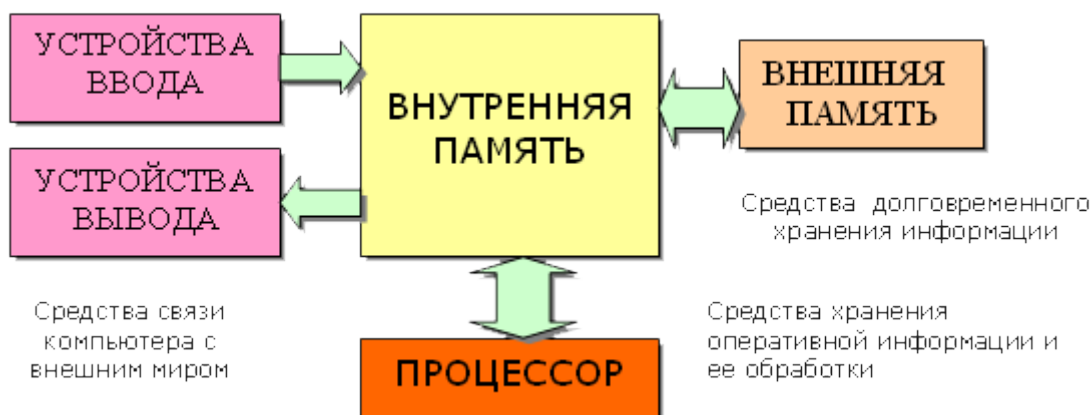 УСТРОЙСТВА
ВВОДА
УСТРОЙСТВА
ВЫВОДА
ВНУТРЕННЯЯ
ПАМЯТЬ
ВНЕШНЯЯ
ПАМЯТЬ
Средства долговременного
хранения информации
Средства связи
компьютера с
внешним миром
Средства хранения
оперативной информации и
ее обработки
ПРОЦЕССОР